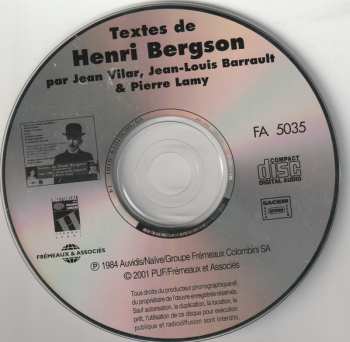 Textes de
Henri Bergson
par Jean Vilar, Jean-Louis Barrault
& Pierre Lamy
FA 5035
COMPACT
disc
DIGITAL AUDIO
SACEM
FRÉMEAUX & ASSOCIÉS
℗ 1984 Auvidis/Naïve/Groupe Frémeaux Colombini SA
© 2001 PUF/Frémeaux et Associés
Tous droits du producteur phonographique et
du propriétaire de l'œuvre enregistrée réservés.
Sauf autorisation, la duplication, la location, le
prêt, l'utilisation de ce disque pour exécution
publique et radiodiffusion sont interdits.